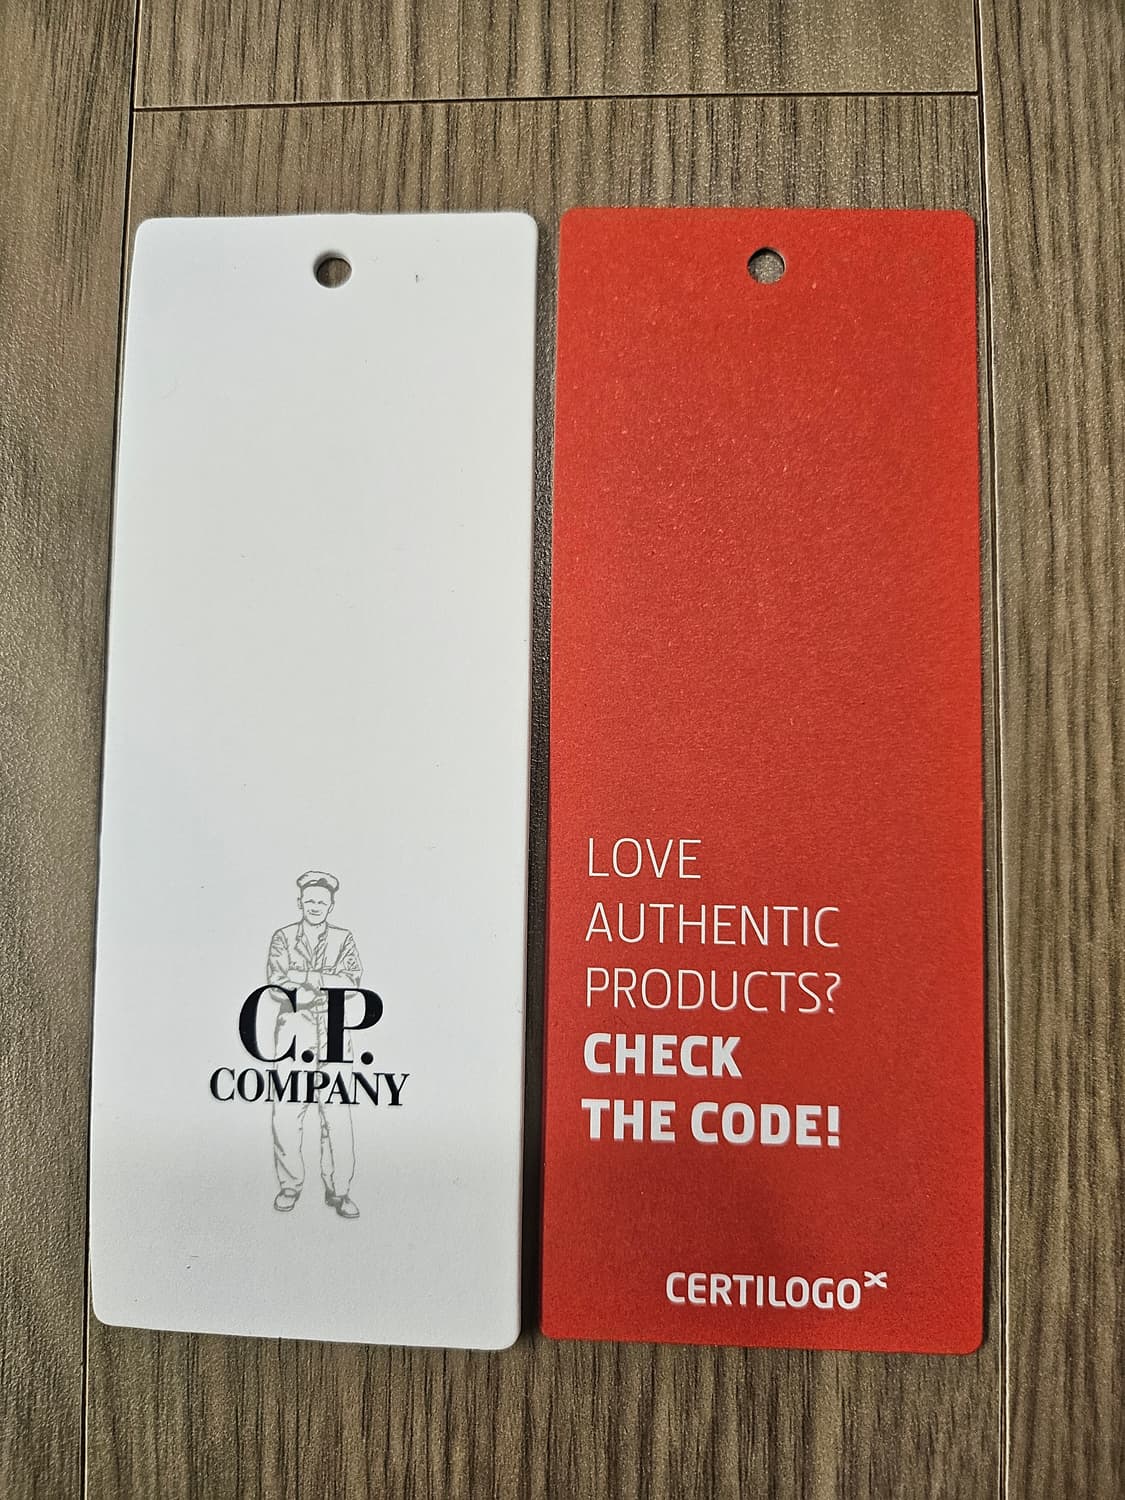 C.P.
COMPANY
LOVE
AUTHENTIC
PRODUCTS?
CHECK
THE CODE!
CERTILOGO